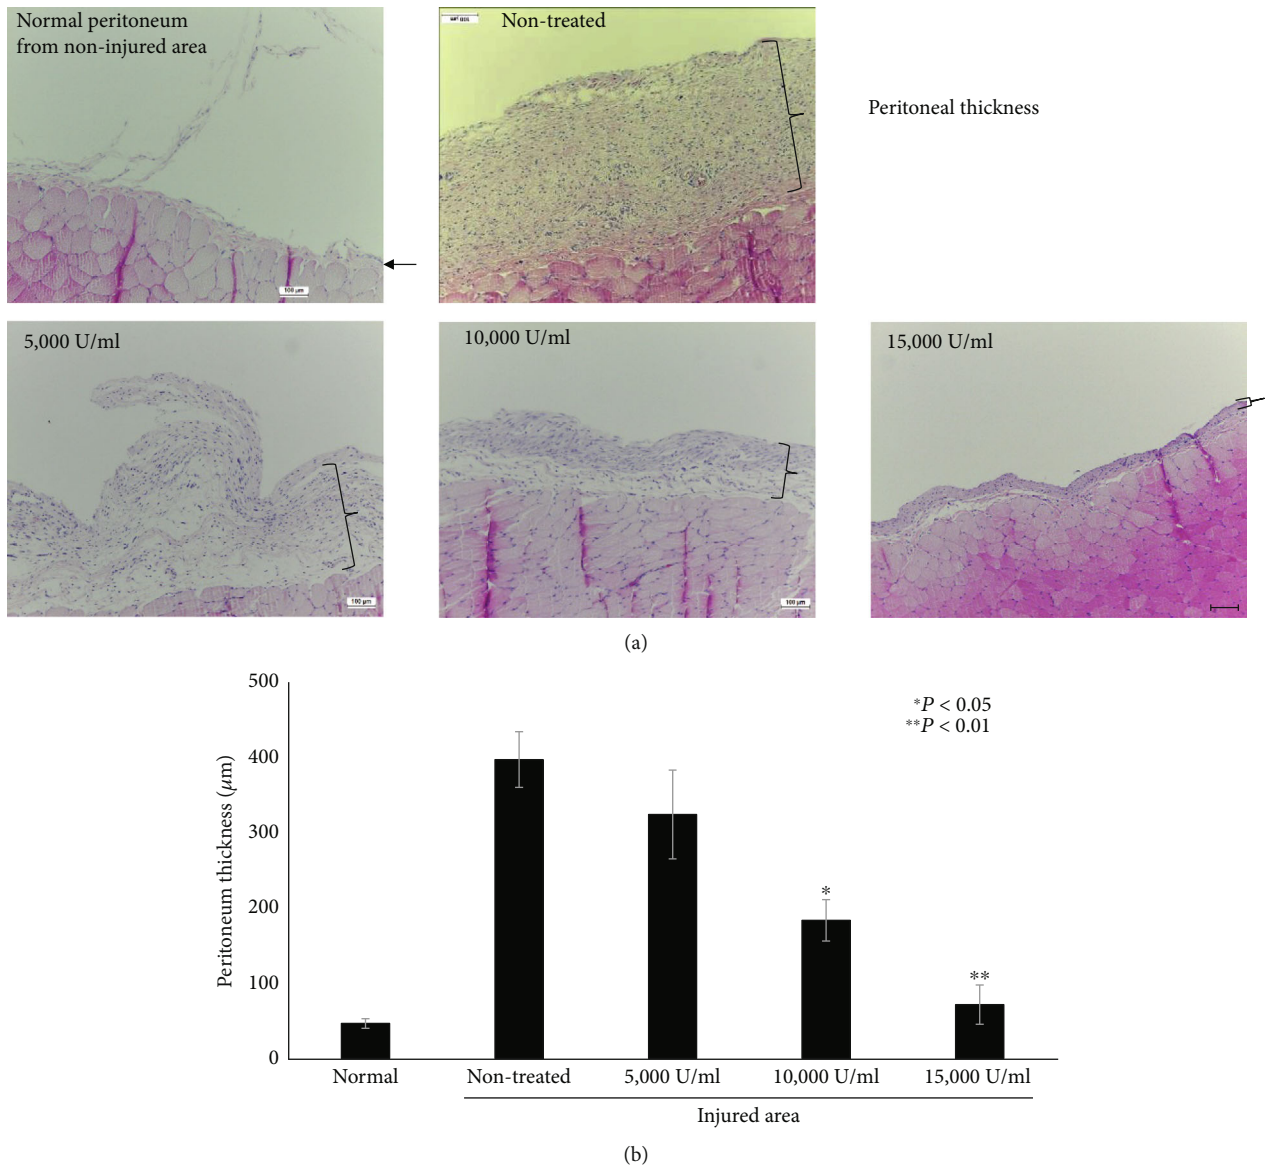 Normal peritoneum
from non-injured area
100 µm
Non-treated
100 µm
Peritoneal thickness
5,000 U/ml
100 µm
10,000 U/ml
100 µm
15,000 U/ml
(a)
500
400
300
200
100
0
Peritoneum thickness (µm)
*P < 0.05
**P < 0.01
*
**
Normal
Non-treated
5,000 U/ml
10,000 U/ml
15,000 U/ml
Injured area
(b)